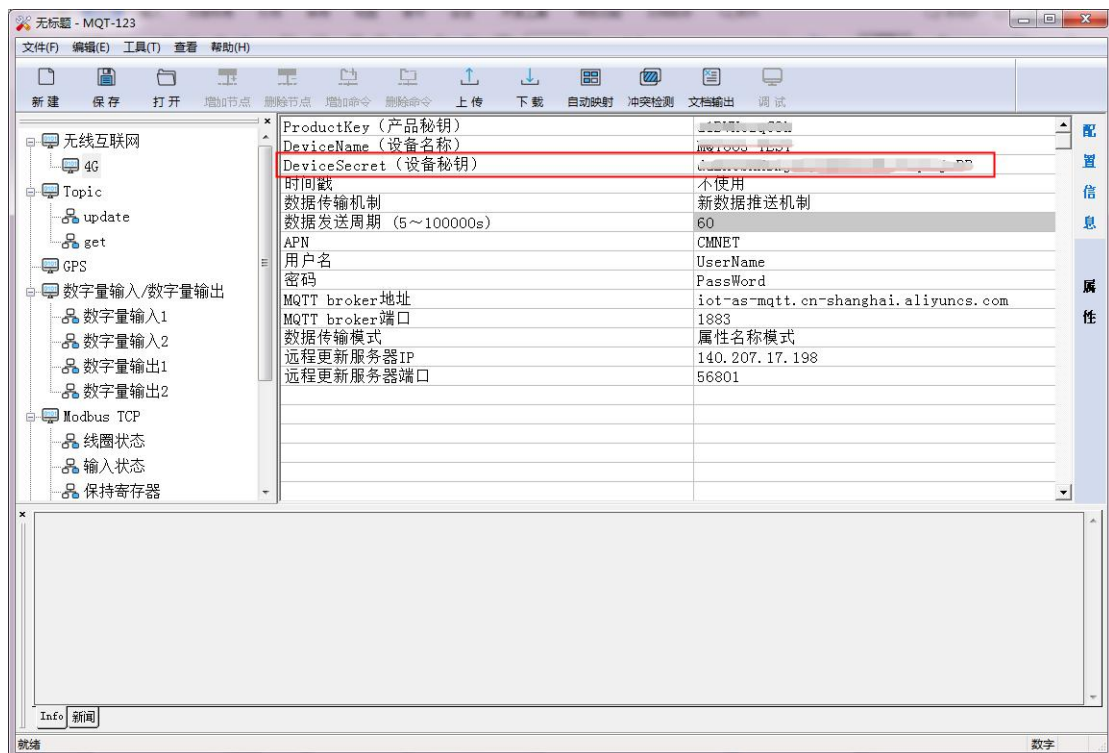 无标题 - MQT-123
文件(F) 编辑(E) 工具(T) 查看 帮助(H)
新建 保存 打开 增加节点 删除节点 增加命令 删除命令 上传 下载 自动映射 冲突检测 文档输出 调试
无线互联网
4G
Topic
update
get
GPS
数字量输入/数字量输出
数字量输入1
数字量输入2
数字量输出1
数字量输出2
Modbus TCP
线圈状态
输入状态
保持寄存器
ProductKey (产品秘钥)
DeviceName (设备名称)
DeviceSecret (设备秘钥)
时间戳 不使用
数据传输机制 新数据推送机制
数据发送周期 (5～100000s) 60
APN CMNET
用户名 UserName
密码 PassWord
MQTT broker地址 iot-as-mqtt.cn-shanghai.aliyuncs.com
MQTT broker端口 1883
数据传输模式 属性名称模式
远程更新服务器IP 140.207.17.198
远程更新服务器端口 56801
配置信息
属性
Info 新闻
就绪 数字